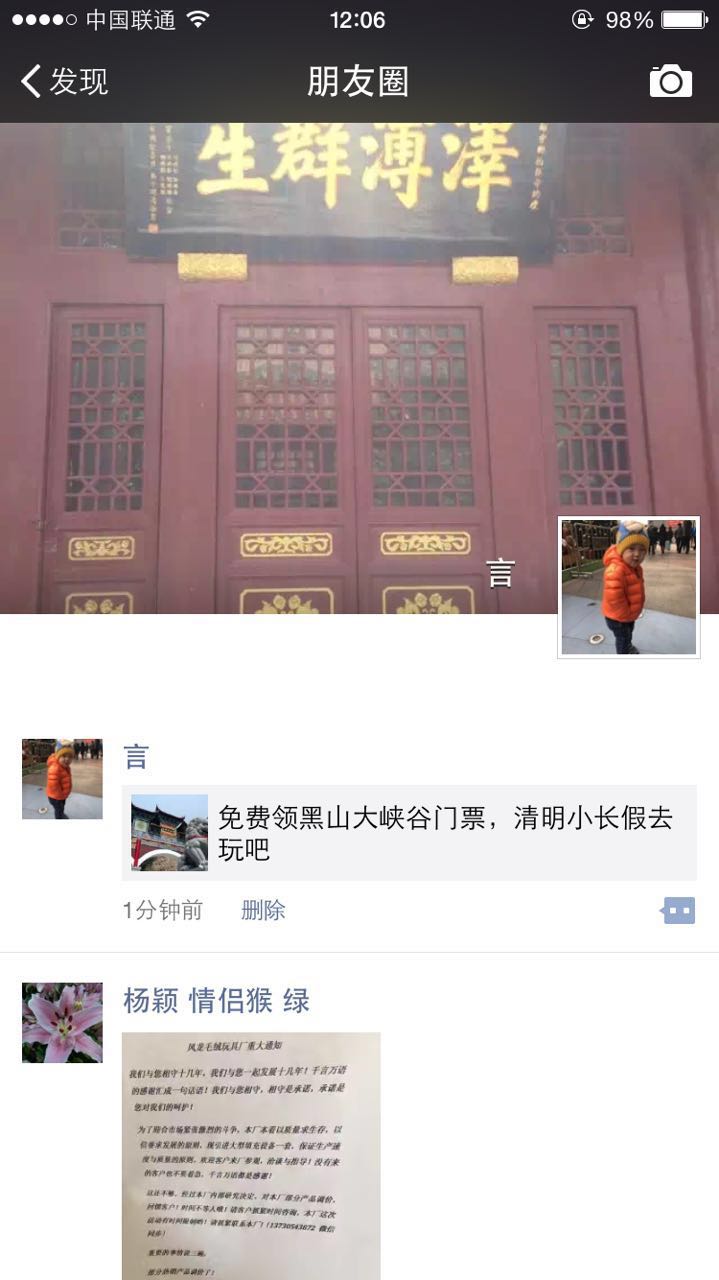 中国联通
12:06
98%
发现
朋友圈
生群溥澤
言
言
免费领黑山大峡谷门票，清明小长假去
玩吧
1分钟前
删除
杨颖 情侣猴 绿
风龙毛绒玩具厂重大通知
我们与您相守十几年，我们与您一起发展十几年！千言万语
的感谢汇成一句话语！我们与您相守，相守是承诺，承诺是
您对我们的呵护！
为了迎合市场紧张激烈的斗争，本厂本着以质量求生存，以
信誉求发展的原则，现引进大型填充设备一套，保证生产速
度与质量的原则，欢迎客户来厂参观，洽谈与指导！没有来
的客户也不要着急，千言万语都是感谢！
这还不够，经过本厂内部研究决定，对本厂部分产品调价，
回馈客户！时间不等人哦！请客户抓紧时间咨询，本厂这次
活动有时间限制哟！请抓紧联系本厂！（13730543872 微信
同步）
重要的事情说三遍，
部分热销产品调价了！